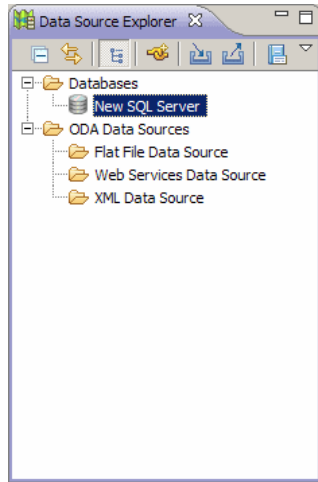 Data Source Explorer
Databases
New SQL Server
ODA Data Sources
Flat File Data Source
Web Services Data Source
XML Data Source